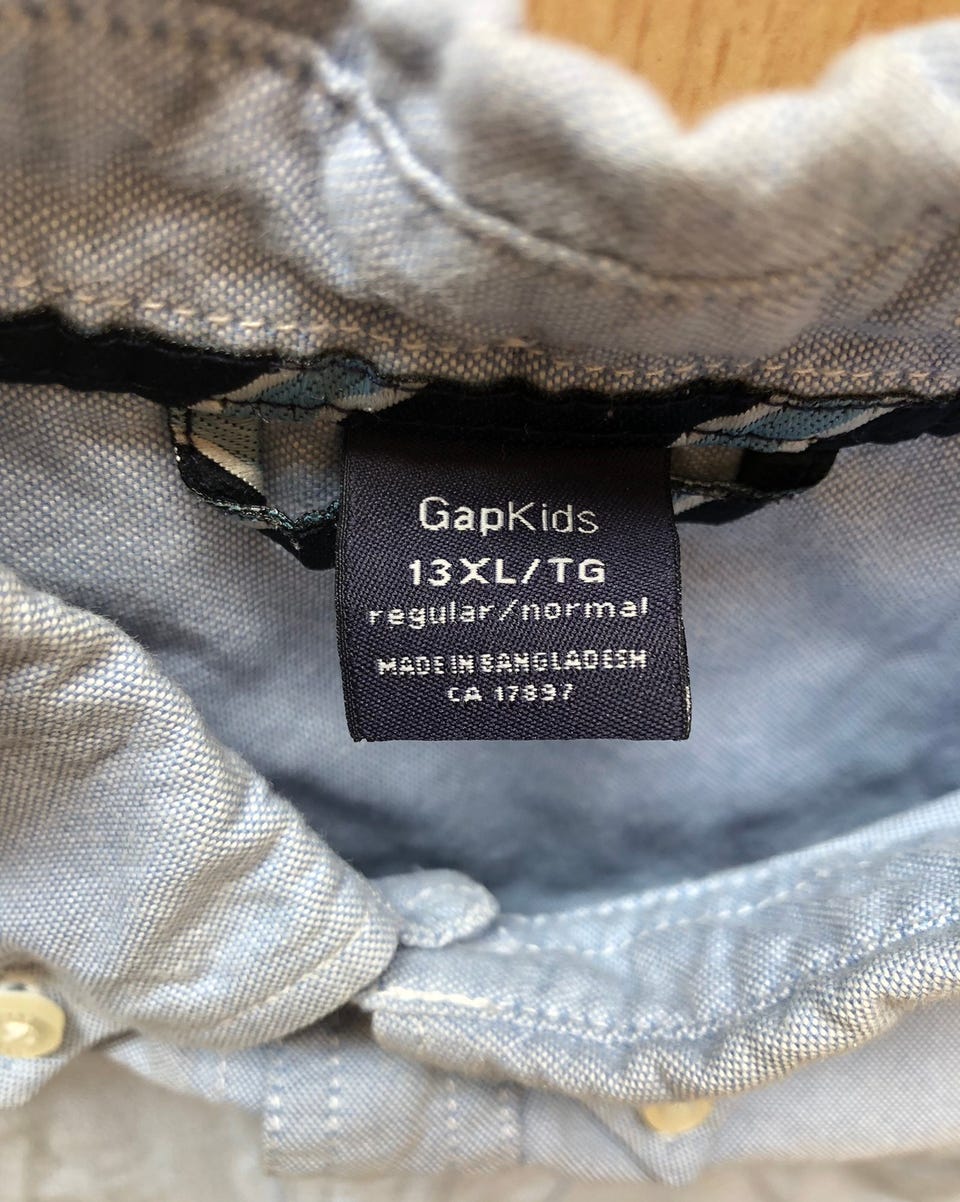 GapKids
13XL/TG
regular/normal
MADE IN BANGLADESH
CA 17897